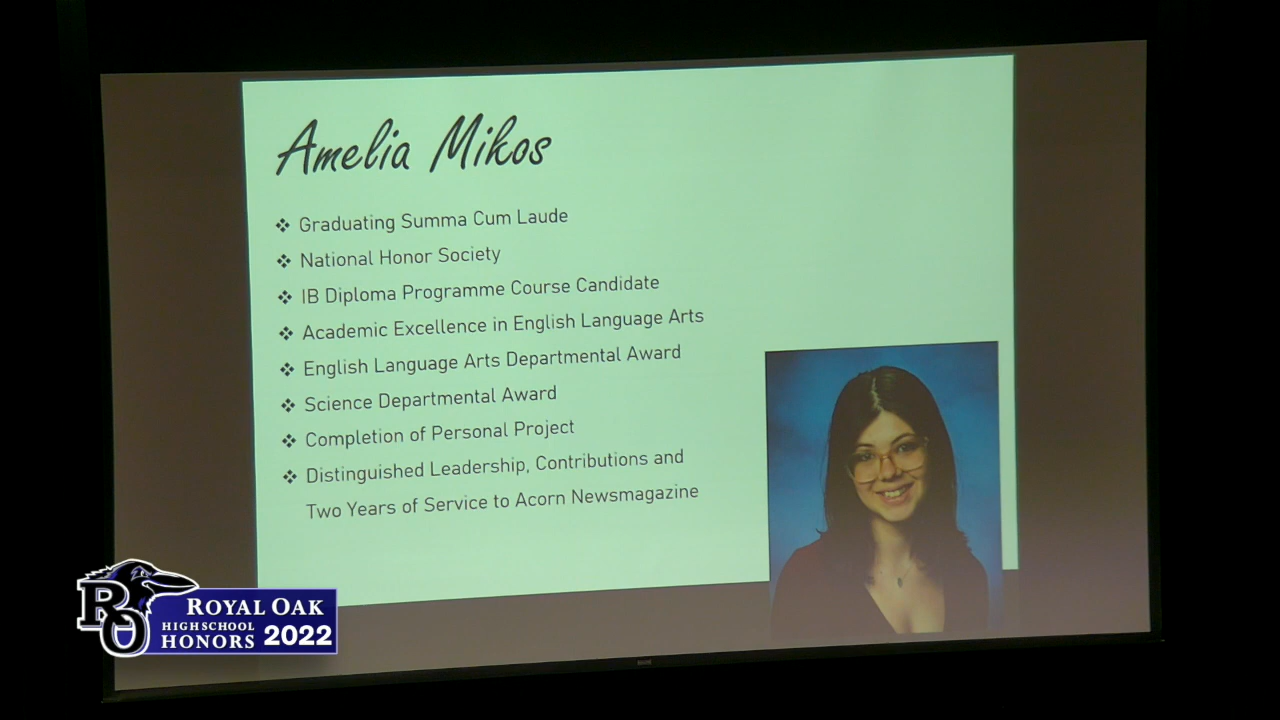 Amelia Mikos
❖ Graduating Summa Cum Laude
❖ National Honor Society
❖ IB Diploma Programme Course Candidate
❖ Academic Excellence in English Language Arts
❖ English Language Arts Departmental Award
❖ Science Departmental Award
❖ Completion of Personal Project
❖ Distinguished Leadership, Contributions and
Two Years of Service to Acorn Newsmagazine
RO
ROYAL OAK
HIGH SCHOOL
HONORS 2022